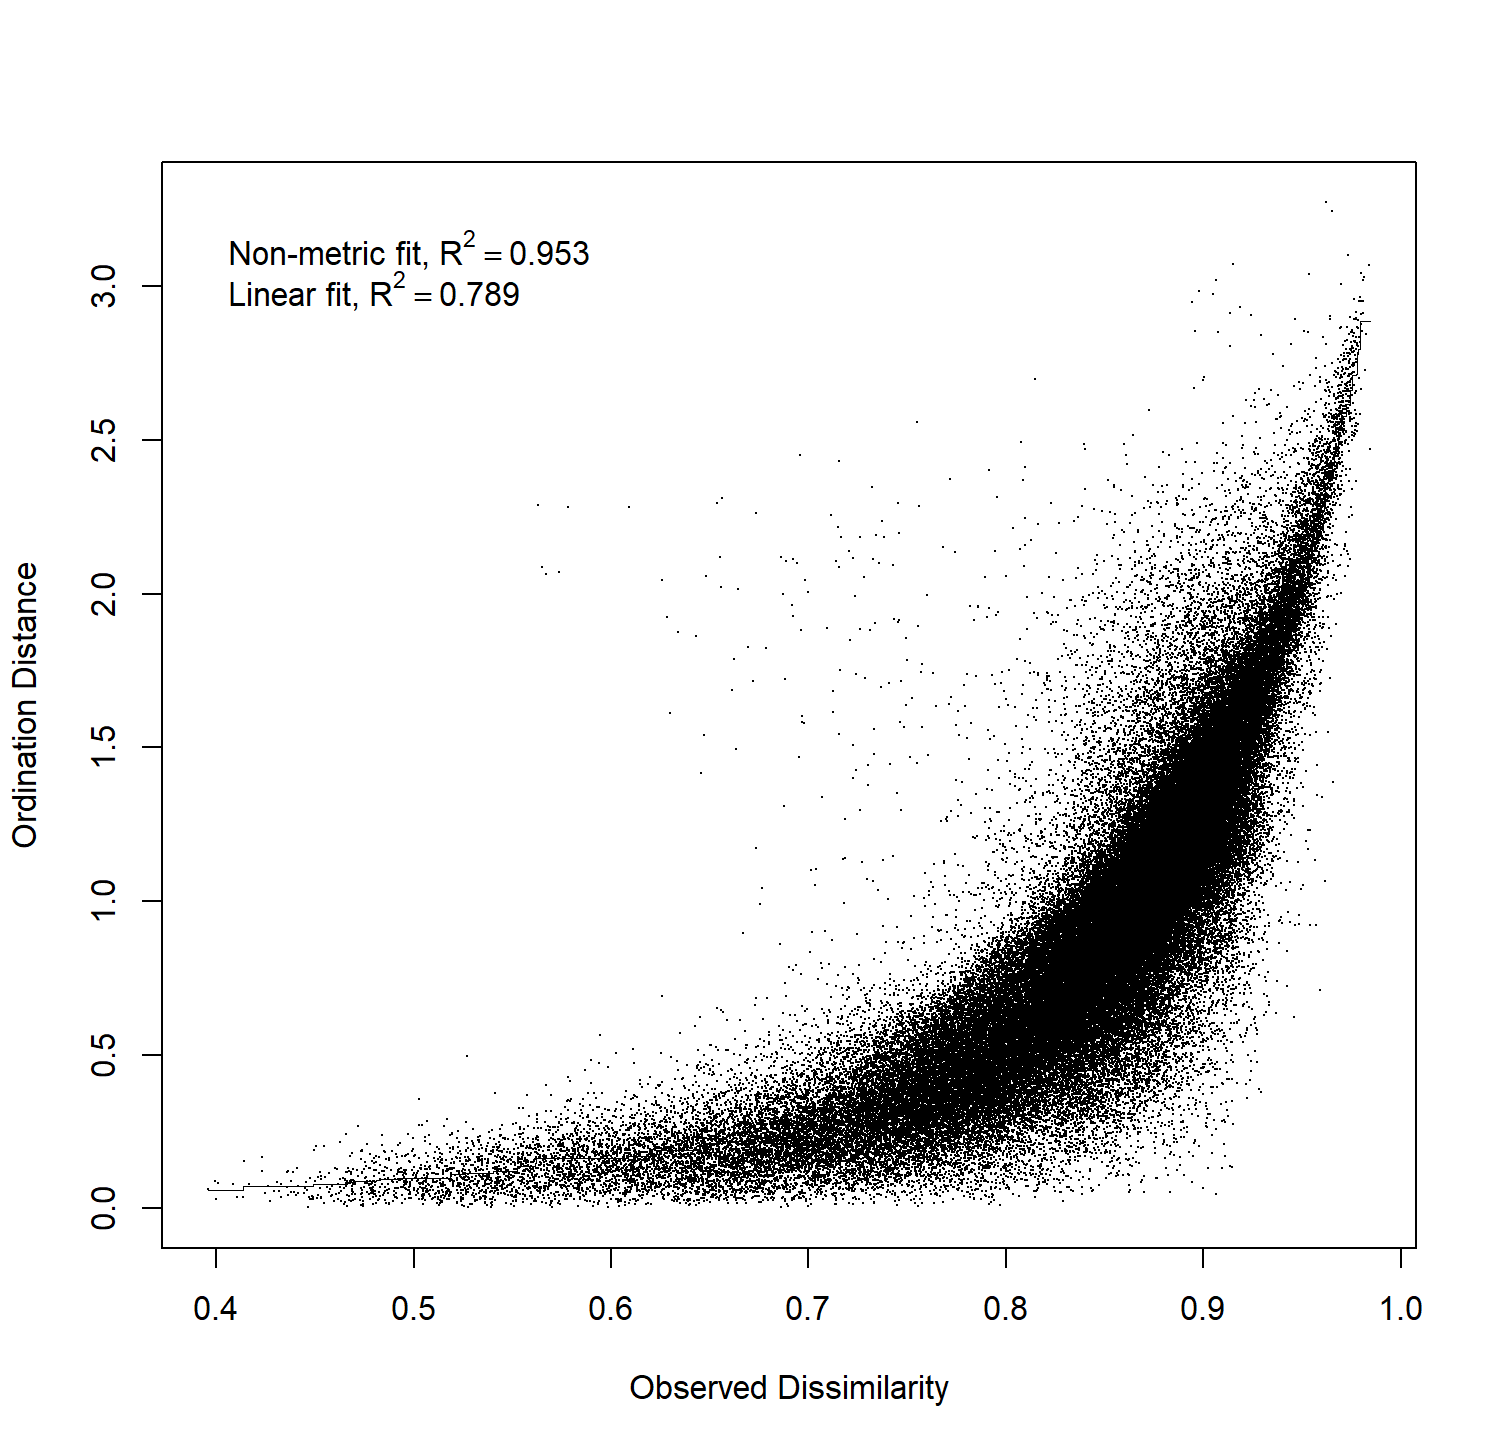 Non-metric fit, R² = 0.953
Linear fit, R² = 0.789
Ordination Distance
3.0
2.5
2.0
1.5
1.0
0.5
0.0
0.4 0.5 0.6 0.7 0.8 0.9 1.0
Observed Dissimilarity